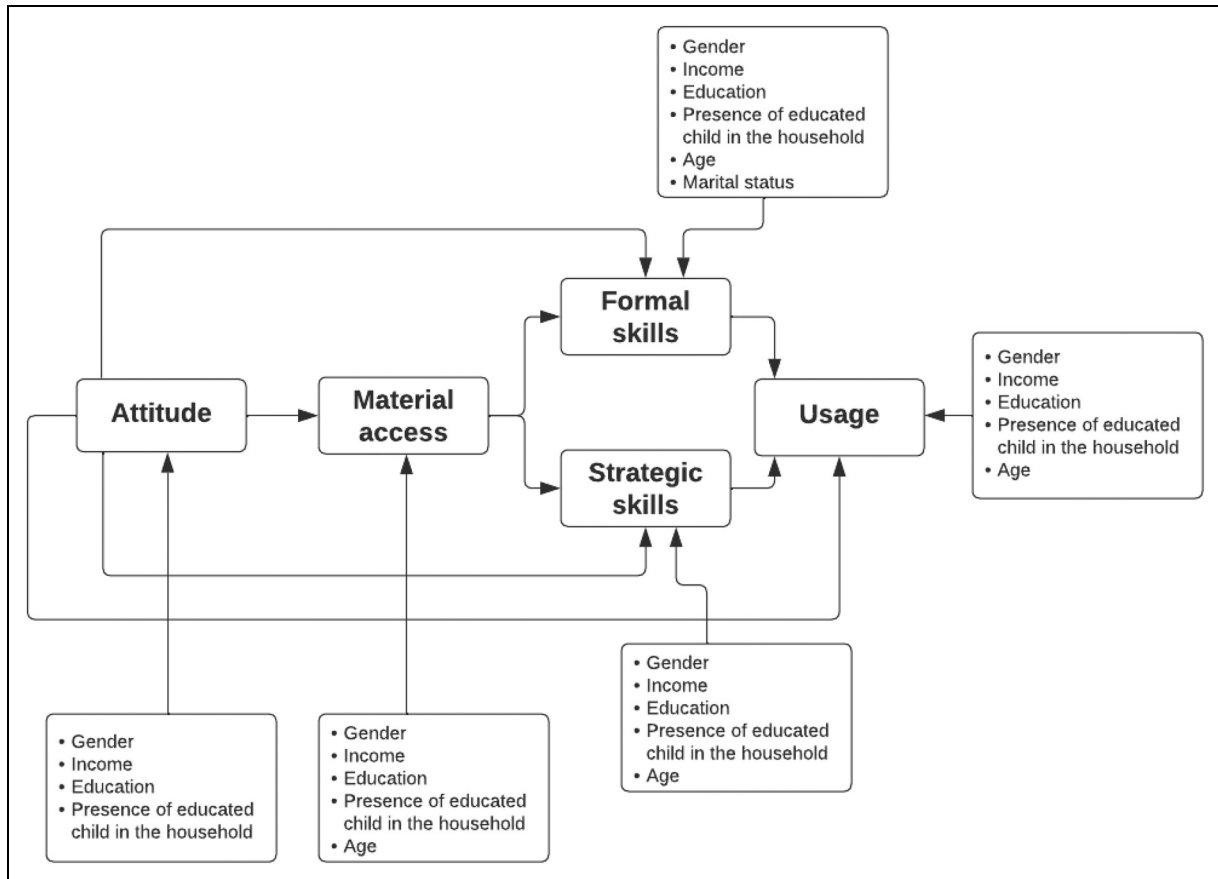 • Gender
• Income
• Education
• Presence of educated
child in the household
• Age
• Marital status
Formal
skills
Attitude
Material
access
Usage
• Gender
• Income
• Education
• Presence of educated
child in the household
• Age
Strategic
skills
• Gender
• Income
• Education
• Presence of educated
child in the household
• Age
• Gender
• Income
• Education
• Presence of educated
child in the household
• Gender
• Income
• Education
• Presence of educated
child in the household
• Age